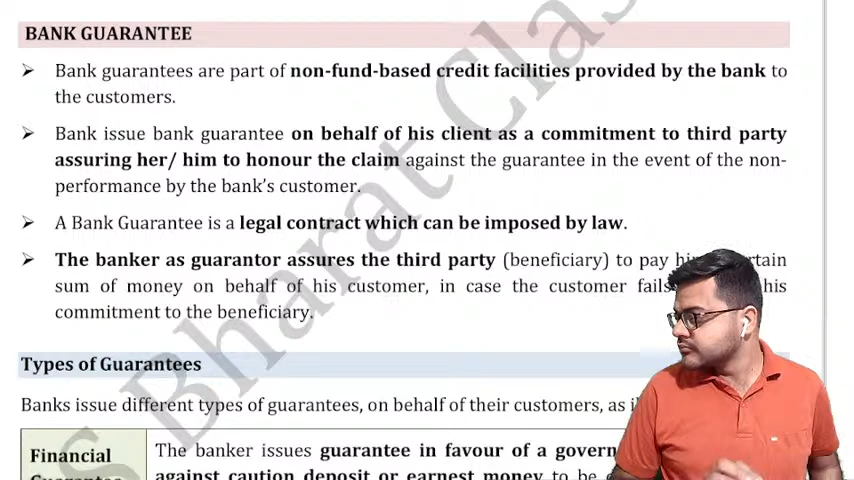 BANK GUARANTEE
➢ Bank guarantees are part of non-fund-based credit facilities provided by the bank to
the customers.
➢ Bank issue bank guarantee on behalf of his client as a commitment to third party
assuring her/ him to honour the claim against the guarantee in the event of the non-
performance by the bank's customer.
➢ A Bank Guarantee is a legal contract which can be imposed by law.
➢ The banker as guarantor assures the third party (beneficiary) to pay
sum of money on behalf of his customer, in case the customer fails his
commitment to the beneficiary.
Types of Guarantees
Banks issue different types of guarantees, on behalf of their customers, as
Financial
The banker issues guarantee in favour of a
against caution deposit or earnest money to be
Bharat